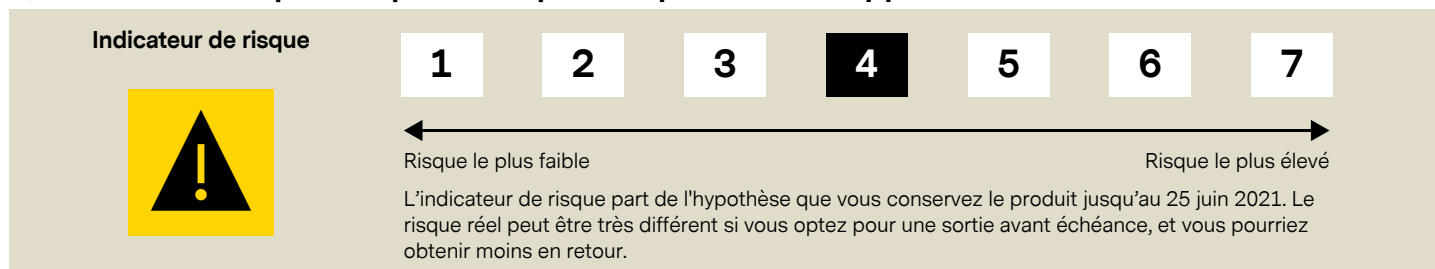 Indicateur de risque
1 2 3 4 5 6 7
Risque le plus faible Risque le plus élevé
L’indicateur de risque part de l'hypothèse que vous conservez le produit jusqu’au 25 juin 2021. Le
risque réel peut être très différent si vous optez pour une sortie avant échéance, et vous pourriez
obtenir moins en retour.